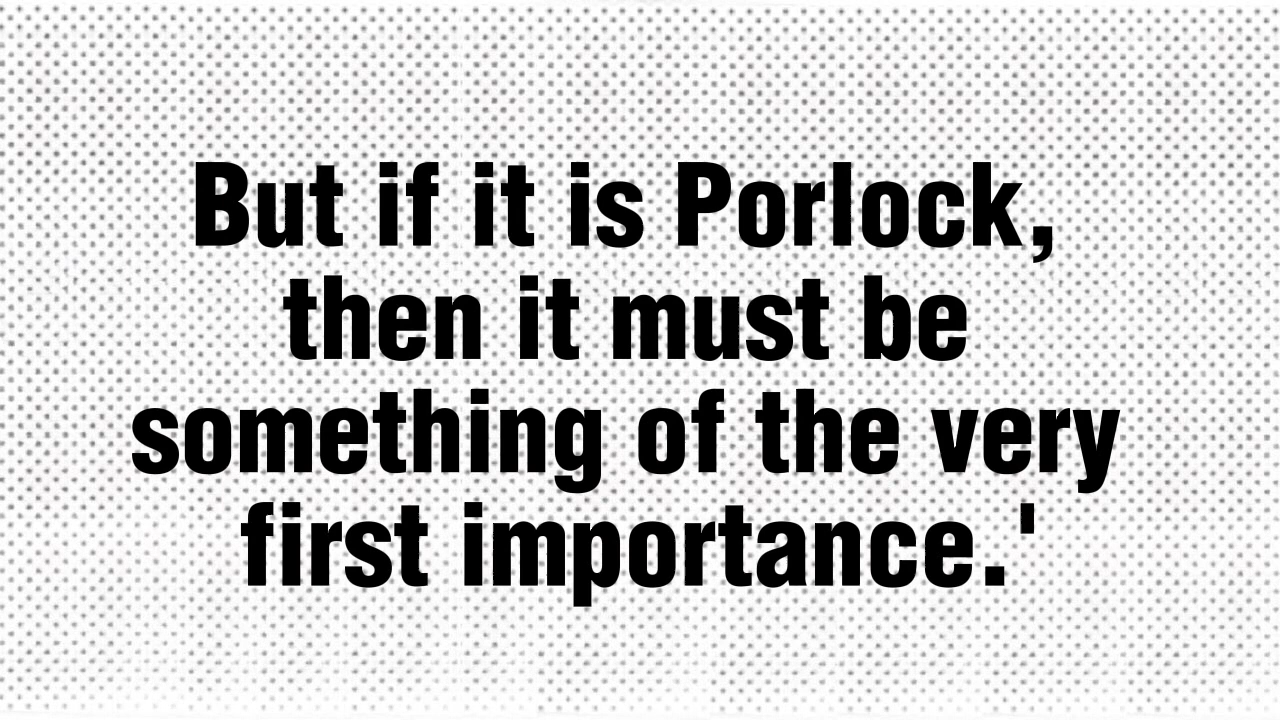 But if it is Porlock,
then it must be
something of the very
first importance.'